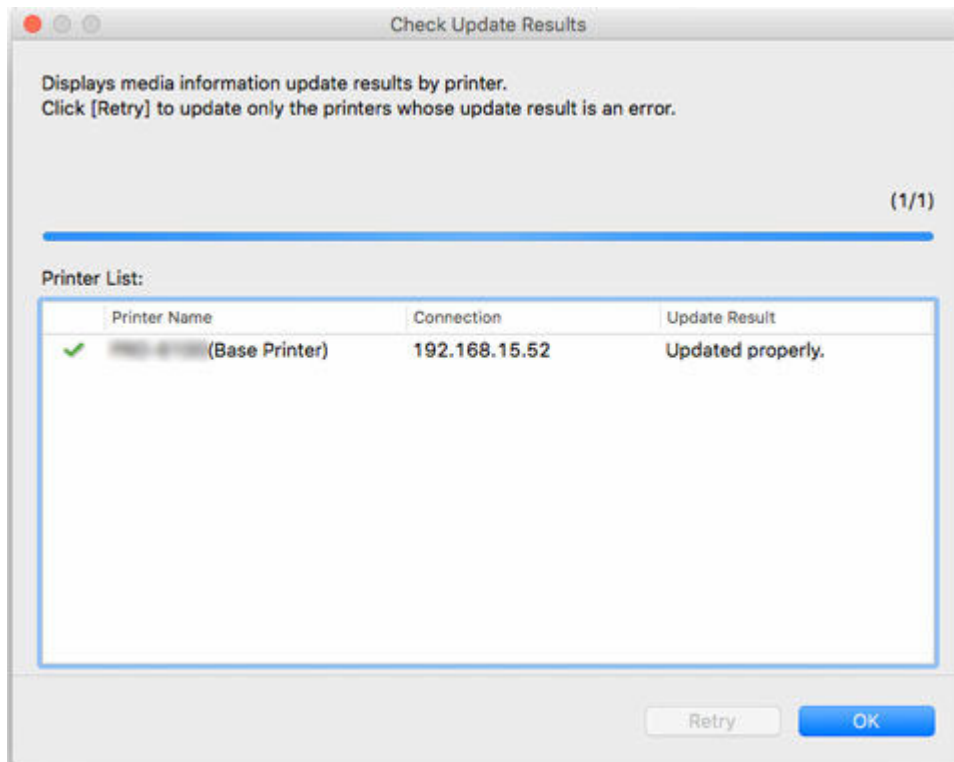 Check Update Results
Displays media information update results by printer.
Click [Retry] to update only the printers whose update result is an error.
(1/1)
Printer List:
Printer Name Connection Update Result
(Base Printer) 192.168.15.52 Updated properly.
Retry OK